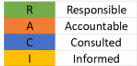 R Responsible
A Accountable
C Consulted
I Informed